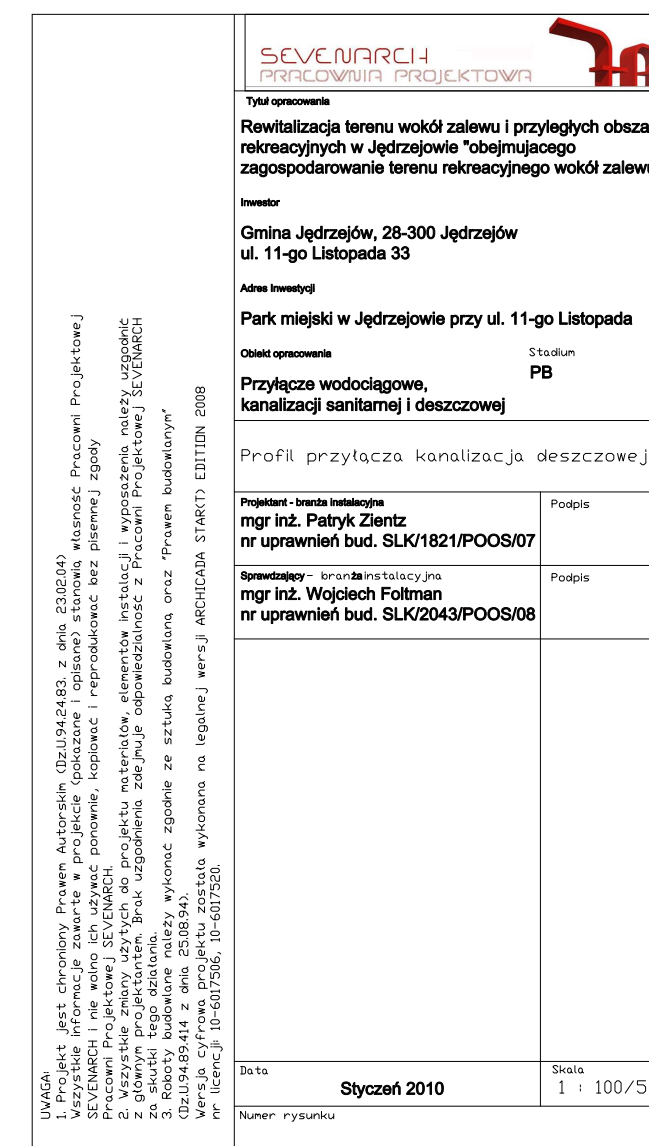 SEVENARCH
PRACOWNIA PROJEKTOWA
Tytuł opracowania
Rewitalizacja terenu wokół zalewu i przyległych obsza
rekreacyjnych w Jędrzejowie "obejmujacego
zagospodarowanie terenu rekreacyjnego wokół zalewu
Inwestor
Gmina Jędrzejów, 28-300 Jędrzejów
ul. 11-go Listopada 33
Adres Inwestycji
Park miejski w Jędrzejowie przy ul. 11-go Listopada
Obiekt opracowania
Stadium
PB
Przyłącze wodociągowe,
kanalizacji sanitarnej i deszczowej
Profil przyłącza kanalizacja deszczowej
Projektant - branża instalacyjna
Podpis
mgr inż. Patryk Zientz
nr uprawnień bud. SLK/1821/POOS/07
Sprawdzający - branża instalacyjna
Podpis
mgr inż. Wojciech Foltman
nr uprawnień bud. SLK/2043/POOS/08
Data
Styczeń 2010
Skala
1 : 100/5
Numer rysunku
UWAGA:
1. Projekt jest chroniony Prawem Autorskim (Dz.U.94.24.83. z dnia 23.02.04)
Wszystkie informacje zawarte w projekcie (pokazane i opisane) stanowią własność Pracowni Projektowej
SEVENARCH i nie wolno ich używać ponownie, kopiować i reprodukować bez pisemnej zgody
Pracowni Projektowej SEVENARCH.
2. Wszystkie zmiany użytych do projektu materiałów, elementów instalacji i wyposażenia należy uzgodnić
z głównym projektantem. Brak uzgodnienia zdejmuje odpowiedzialność z Pracowni Projektowej SEVENARCH
za skutki tego działania.
3. Roboty budowlane należy wykonać zgodnie ze sztuką budowlaną oraz "Prawem budowlanym"
(Dz.U.94.89.414 z dnia 25.08.94).
Wersja cyfrowa projektu została wykonana na legalnej wersji ARCHICADA STAR(T) EDITION 2008
nr licencji: 10-6017506, 10-6017520.